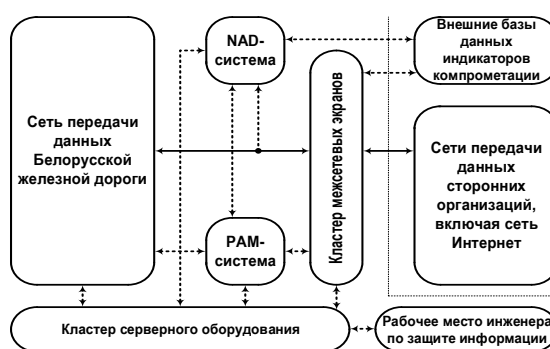 NAD-
система
Внешние базы
данных
индикаторов
компрометации
Сеть передачи
данных
Белорусской
железной дороги
Кластер межсетевых экранов
Сети передачи
данных
сторонних
организаций,
включая сеть
Интернет
PAM-
система
Кластер серверного оборудования
Рабочее место инженера
по защите информации